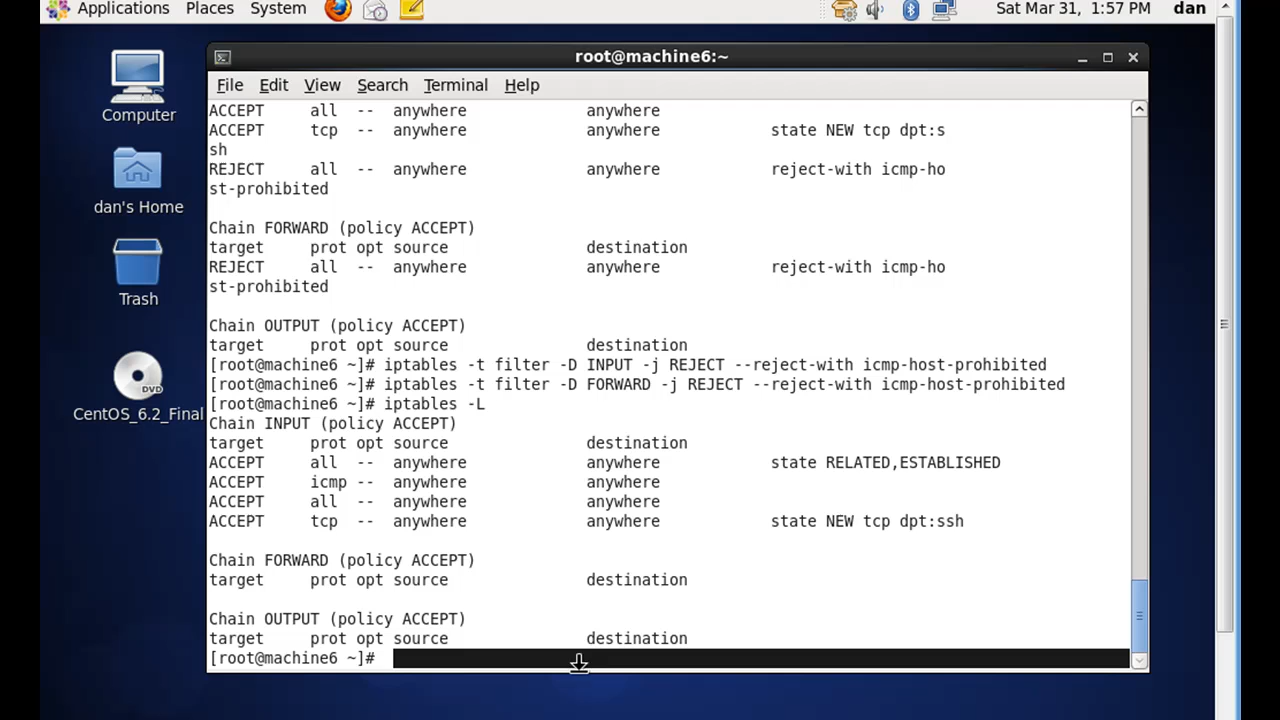 Applications Places System Sat Mar 31, 1:57 PM dan
root@machine6:~
File Edit View Search Terminal Help
Computer
dan's Home
Trash
DVD
CentOS_6.2_Final
ACCEPT all -- anywhere anywhere
ACCEPT tcp -- anywhere anywhere state NEW tcp dpt:s
sh
REJECT all -- anywhere anywhere reject-with icmp-ho
st-prohibited
Chain FORWARD (policy ACCEPT)
target prot opt source destination
REJECT all -- anywhere anywhere reject-with icmp-ho
st-prohibited
Chain OUTPUT (policy ACCEPT)
target prot opt source destination
[root@machine6 ~]# iptables -t filter -D INPUT -j REJECT --reject-with icmp-host-prohibited
[root@machine6 ~]# iptables -t filter -D FORWARD -j REJECT --reject-with icmp-host-prohibited
[root@machine6 ~]# iptables -L
Chain INPUT (policy ACCEPT)
target prot opt source destination
ACCEPT all -- anywhere anywhere state RELATED,ESTABLISHED
ACCEPT icmp -- anywhere anywhere
ACCEPT all -- anywhere anywhere
ACCEPT tcp -- anywhere anywhere state NEW tcp dpt:ssh
Chain FORWARD (policy ACCEPT)
target prot opt source destination
Chain OUTPUT (policy ACCEPT)
target prot opt source destination
[root@machine6 ~]#